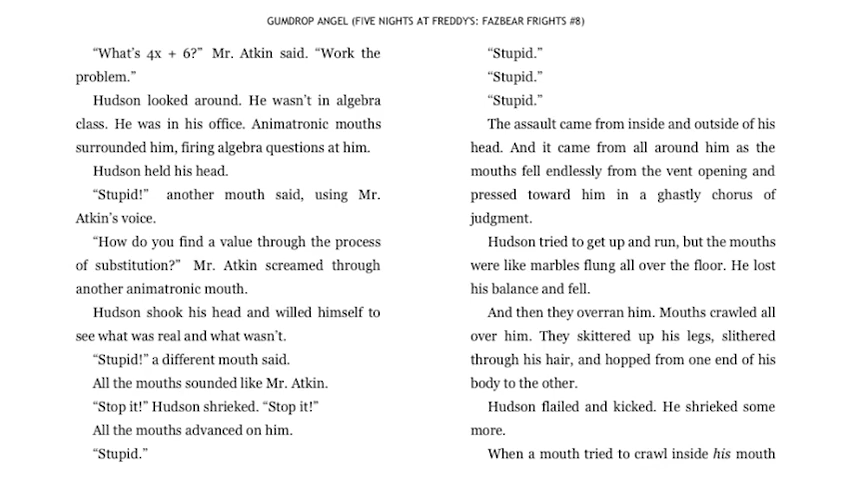 GUMDROP ANGEL (FIVE NIGHTS AT FREDDY'S: FAZBEAR FRIGHTS #8)
“What’s 4x + 6?” Mr. Atkin said. “Work the
problem.”
Hudson looked around. He wasn’t in algebra
class. He was in his office. Animatronic mouths
surrounded him, firing algebra questions at him.
Hudson held his head.
“Stupid!” another mouth said, using Mr.
Atkin’s voice.
“How do you find a value through the process
of substitution?” Mr. Atkin screamed through
another animatronic mouth.
Hudson shook his head and willed himself to
see what was real and what wasn’t.
“Stupid!” a different mouth said.
All the mouths sounded like Mr. Atkin.
“Stop it!” Hudson shrieked. “Stop it!”
All the mouths advanced on him.
“Stupid.”
“Stupid.”
“Stupid.”
“Stupid.”
The assault came from inside and outside of his
head. And it came from all around him as the
mouths fell endlessly from the vent opening and
pressed toward him in a ghastly chorus of
judgment.
Hudson tried to get up and run, but the mouths
were like marbles flung all over the floor. He lost
his balance and fell.
And then they overran him. Mouths crawled all
over him. They skittered up his legs, slithered
through his hair, and hopped from one end of his
body to the other.
Hudson flailed and kicked. He shrieked some
more.
When a mouth tried to crawl inside his mouth